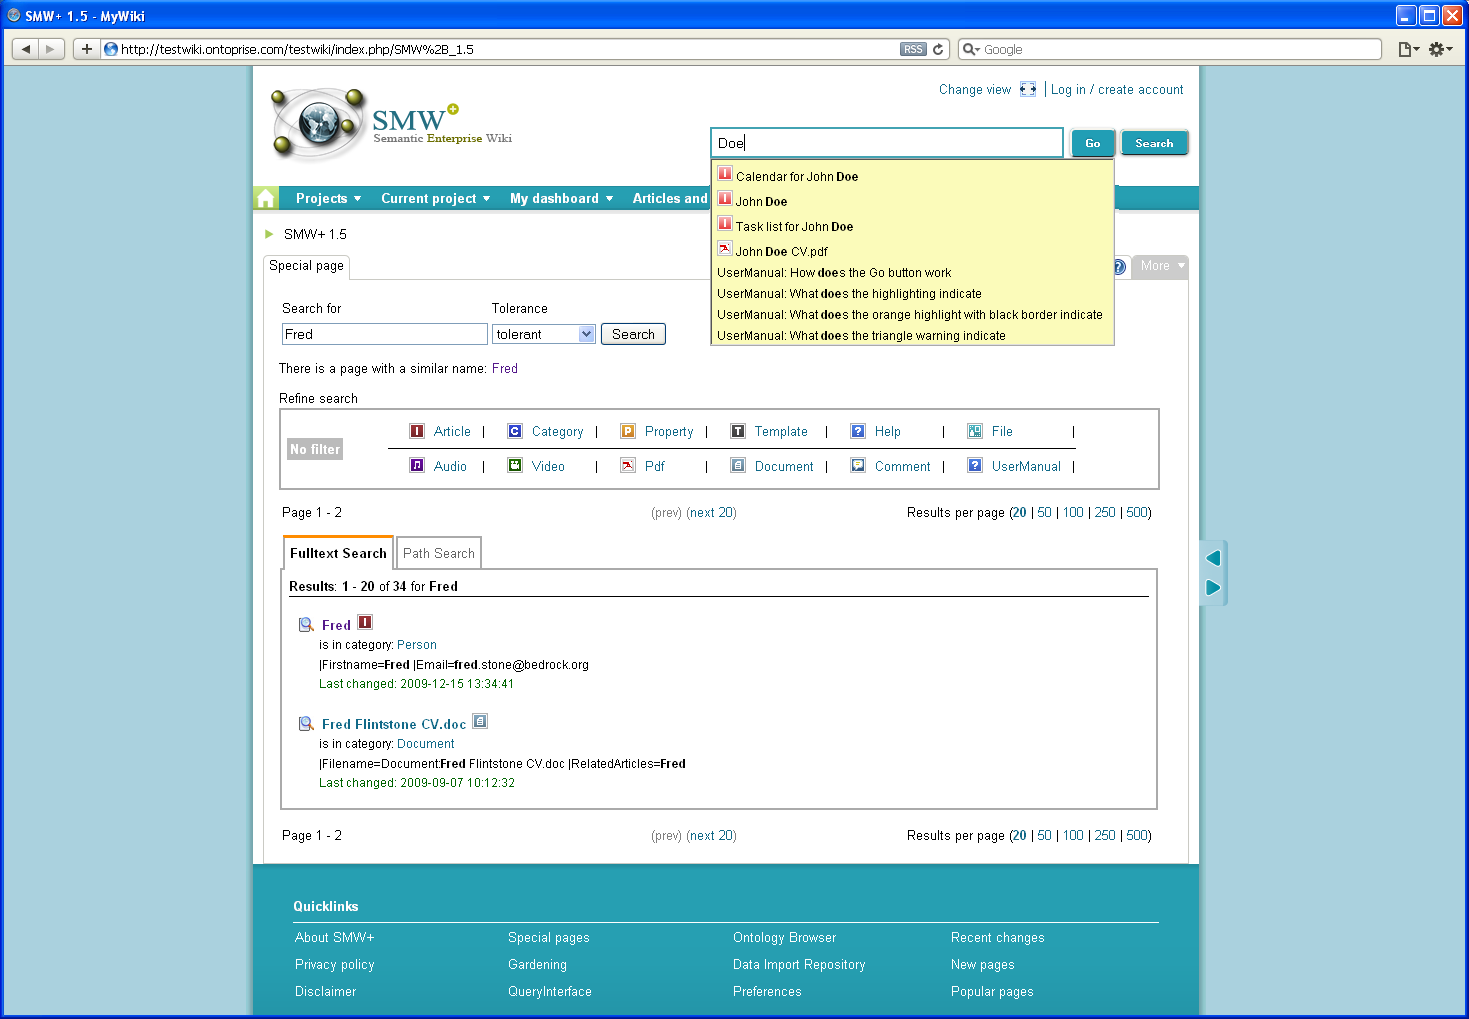 SMW+ 1.5 - MyWiki
http://testwiki.ontoprise.com/testwiki/index.php/SMW%2B_1.5
RSS
Google
Change view | Log in / create account
SMW+
Semantic Enterprise Wiki
Doe
Go
Search
Calendar for John Doe
John Doe
Task list for John Doe
John Doe CV.pdf
UserManual: How does the Go button work
UserManual: What does the highlighting indicate
UserManual: What does the orange highlight with black border indicate
UserManual: What does the triangle warning indicate
Projects
Current project
My dashboard
Articles and
SMW+ 1.5
Special page
? More
Search for
Tolerance
Fred
tolerant
Search
There is a page with a similar name: Fred
Refine search
No filter
I Article | C Category | P Property | T Template | ? Help | File |
Audio | Video | Pdf | Document | Comment | ? UserManual |
Page 1 - 2
(prev) (next 20)
Results per page (20 | 50 | 100 | 250 | 500)
Fulltext Search
Path Search
Results: 1 - 20 of 34 for Fred
Fred I
is in category: Person
|Firstname=Fred |Email=fred.stone@bedrock.org
Last changed: 2009-12-15 13:34:41
Fred Flintstone CV.doc
is in category: Document
|Filename=Document:Fred Flintstone CV.doc |RelatedArticles=Fred
Last changed: 2009-09-07 10:12:32
Page 1 - 2
(prev) (next 20)
Results per page (20 | 50 | 100 | 250 | 500)
Quicklinks
About SMW+
Special pages
Ontology Browser
Recent changes
Privacy policy
Gardening
Data Import Repository
New pages
Disclaimer
QueryInterface
Preferences
Popular pages